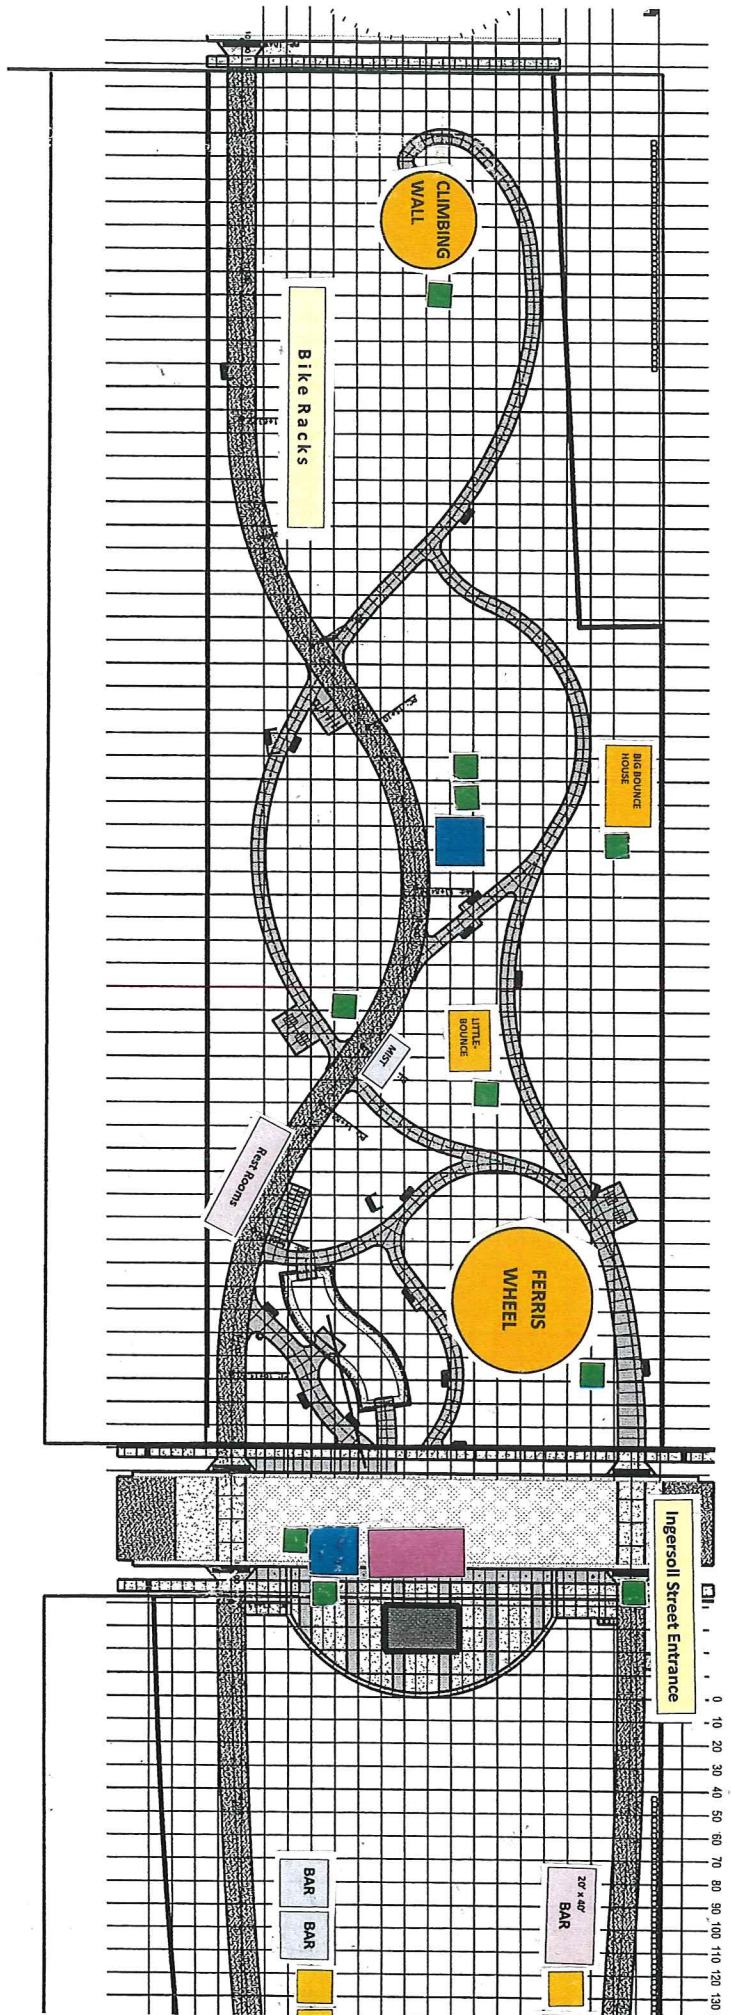 CLIMBING
WALL
Bike Racks
BIG BOUNCE
HOUSE
LITTLE-
BOUNCE
MIST
Rest Rooms
FERRIS
WHEEL
Ingersoll Street Entrance
0 10 20 30 40 50 60 70 80 90 100 110 120 130
20' x 40'
BAR
BAR
BAR